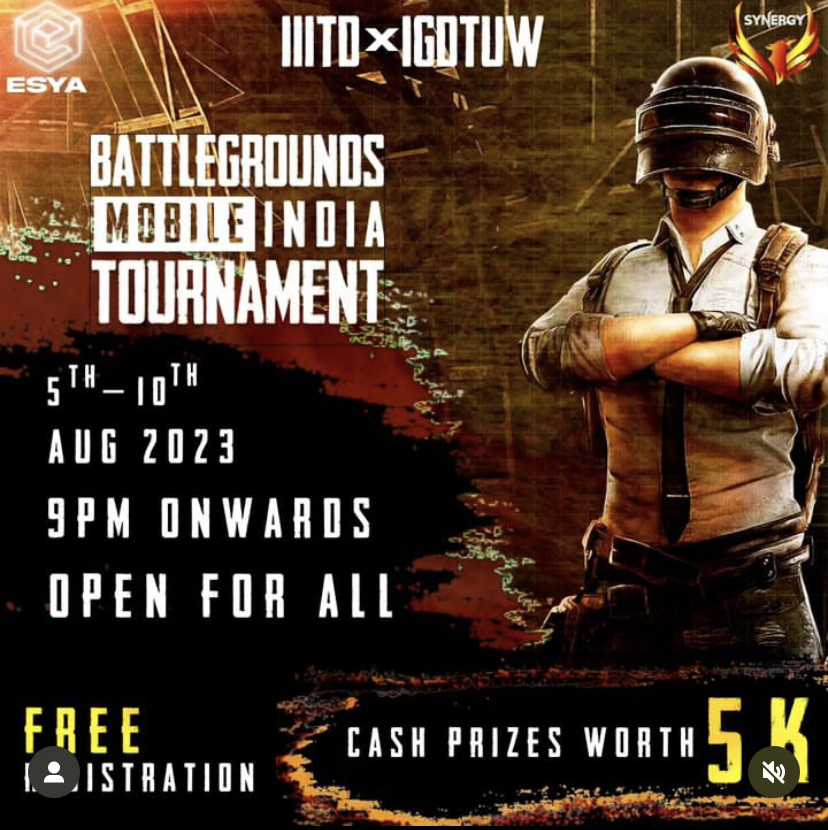 ESYA
IIITD x IGDTUW
SYNERGY
BATTLEGROUNDS
MOBILE INDIA
TOURNAMENT
5TH – 10TH
AUG 2023
9PM ONWARDS
OPEN FOR ALL
FREE
REGISTRATION
CASH PRIZES WORTH 5K